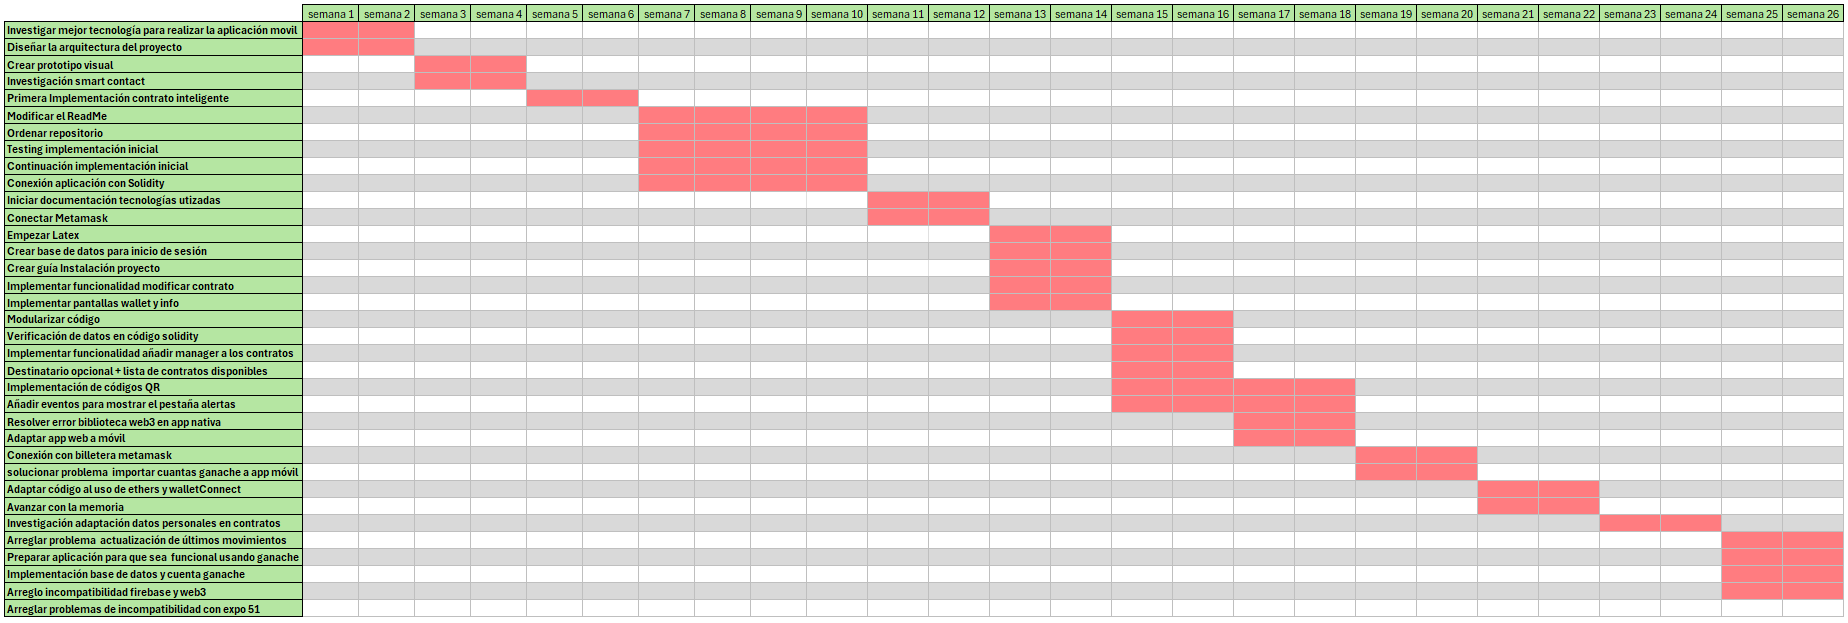 semana 1 semana 2 semana 3 semana 4 semana 5 semana 6 semana 7 semana 8 semana 9 semana 10 semana 11 semana 12 semana 13 semana 14 semana 15 semana 16 semana 17 semana 18 semana 19 semana 20 semana 21 semana 22 semana 23 semana 24 semana 25 semana 26
Investigar mejor tecnología para realizar la aplicación movil
Diseñar la arquitectura del proyecto
Crear prototipo visual
Investigación smart contact
Primera Implementación contrato inteligente
Modificar el ReadMe
Ordenar repositorio
Testing implementación inicial
Continuación implementación inicial
Conexión aplicación con Solidity
Iniciar documentación tecnologías utizadas
Conectar Metamask
Empezar Latex
Crear base de datos para inicio de sesión
Crear guía Instalación proyecto
Implementar funcionalidad modificar contrato
Implementar pantallas wallet y info
Modularizar código
Verificación de datos en código solidity
Implementar funcionalidad añadir manager a los contratos
Destinatario opcional + lista de contratos disponibles
Implementación de códigos QR
Añadir eventos para mostrar el pestaña alertas
Resolver error biblioteca web3 en app nativa
Adaptar app web a móvil
Conexión con billetera metamask
solucionar problema importar cuantas ganache a app móvil
Adaptar código al uso de ethers y walletConnect
Avanzar con la memoria
Investigación adaptación datos personales en contratos
Arreglar problema actualización de últimos movimientos
Preparar aplicación para que sea funcional usando ganache
Implementación base de datos y cuenta ganache
Arreglo incompatibilidad firebase y web3
Arreglar problemas de incompatibilidad con expo 51